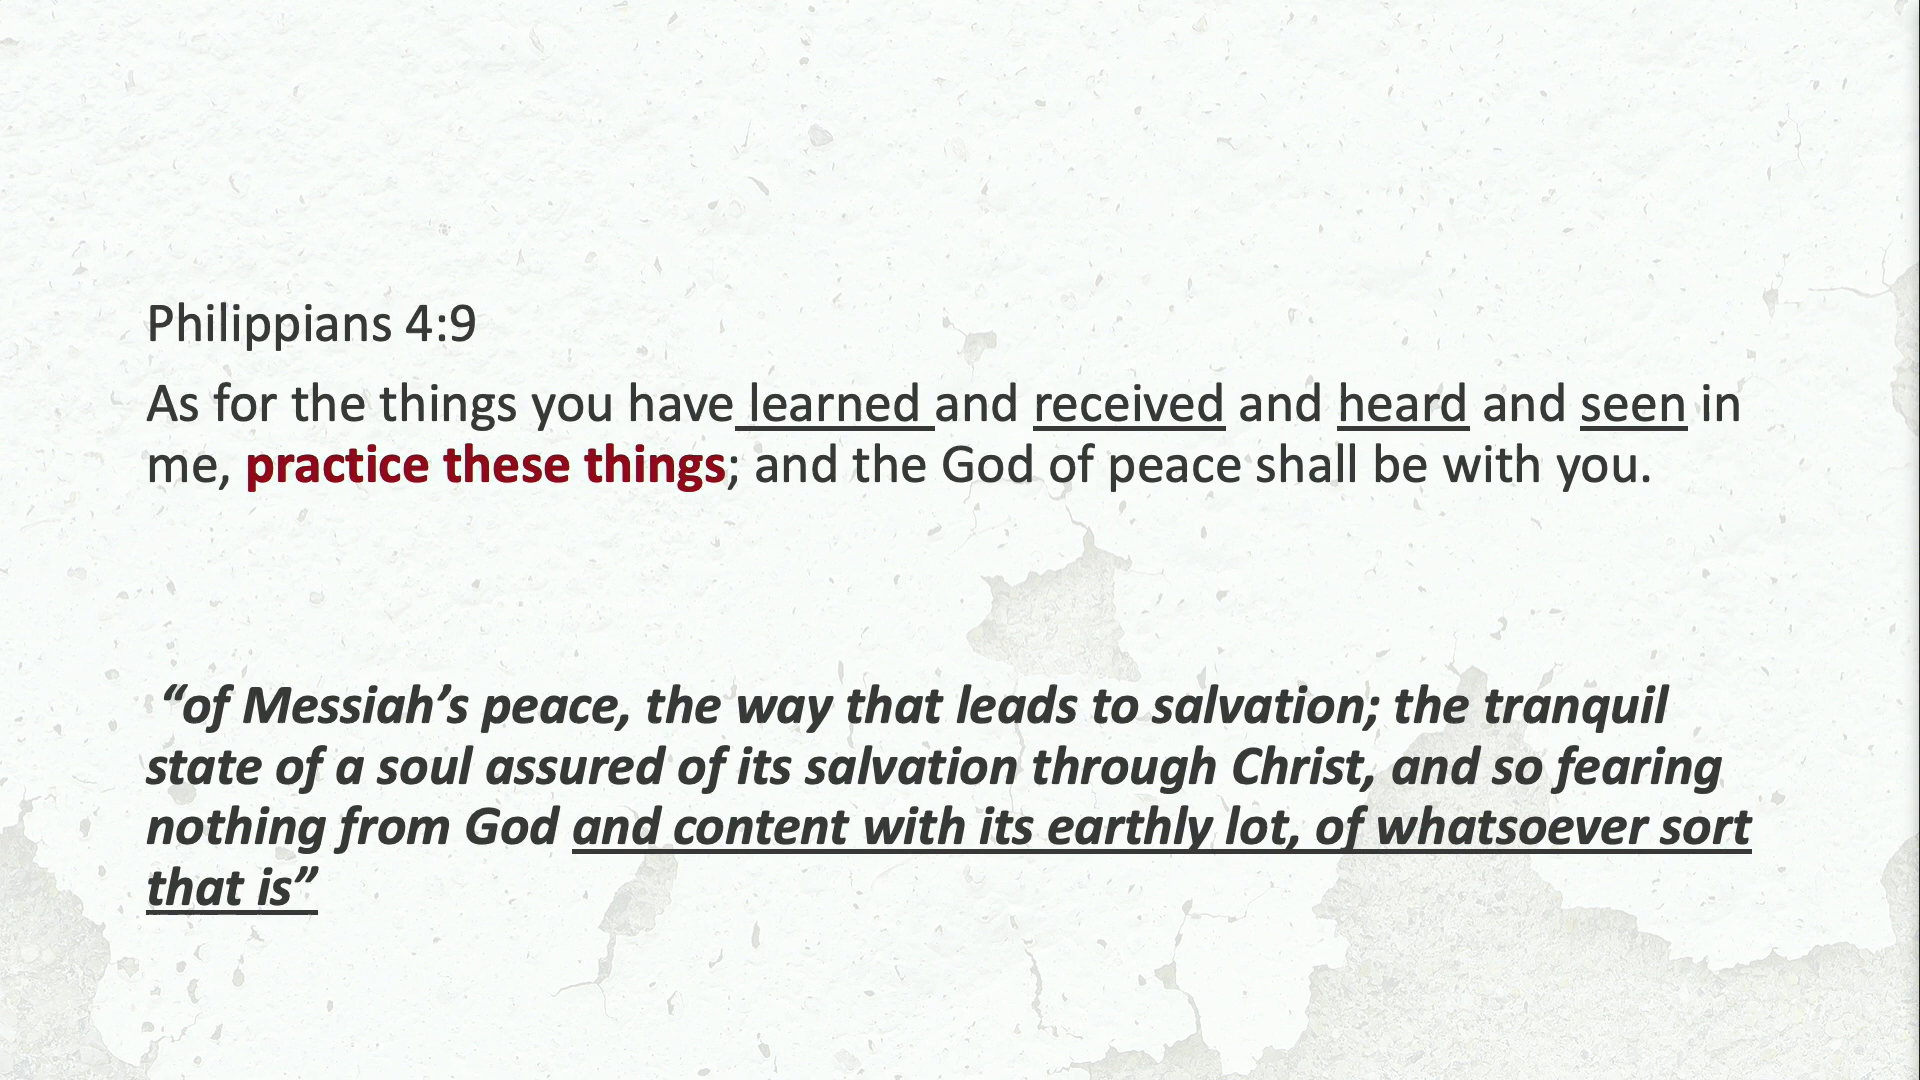 Philippians 4:9
As for the things you have learned and received and heard and seen in
me, practice these things; and the God of peace shall be with you.
“of Messiah’s peace, the way that leads to salvation; the tranquil
state of a soul assured of its salvation through Christ, and so fearing
nothing from God and content with its earthly lot, of whatsoever sort
that is”